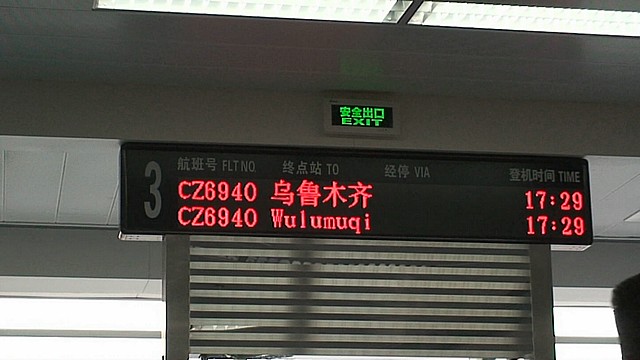 安全出口
EXIT
3
航班号 FLT NO. 终点站 TO 经停 VIA 登机时间 TIME
CZ6940 乌鲁木齐 17:29
CZ6940 Wulumuqi 17:29